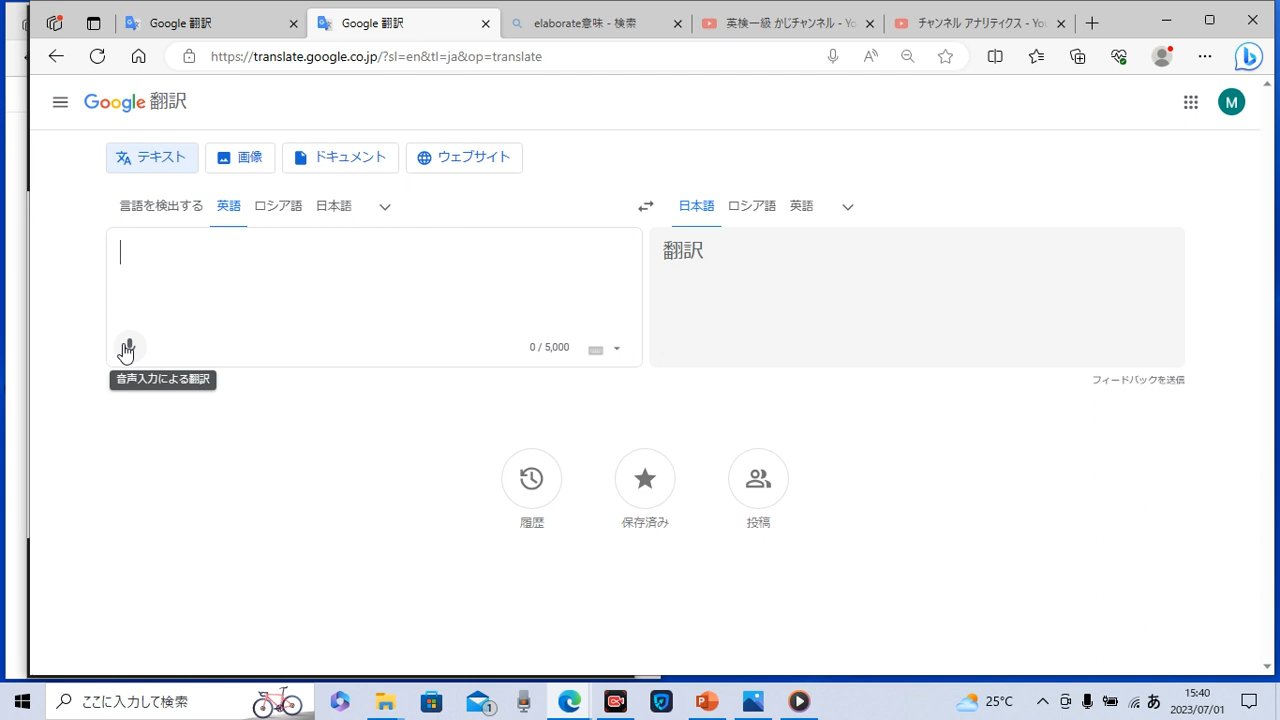 Google 翻訳
Google 翻訳
elaborate意味 - 検索
英検一級 かじチャンネル - Yo
チャンネル アナリティクス - You
https://translate.google.co.jp/?sl=en&tl=ja&op=translate
Google 翻訳
M
テキスト
画像
ドキュメント
ウェブサイト
言語を検出する 英語 ロシア語 日本語
日本語 ロシア語 英語
翻訳
0 / 5,000
音声入力による翻訳
フィードバックを送信
履歴
保存済み
投稿
ここに入力して検索
1
25°C
あ
15:40
2023/07/01